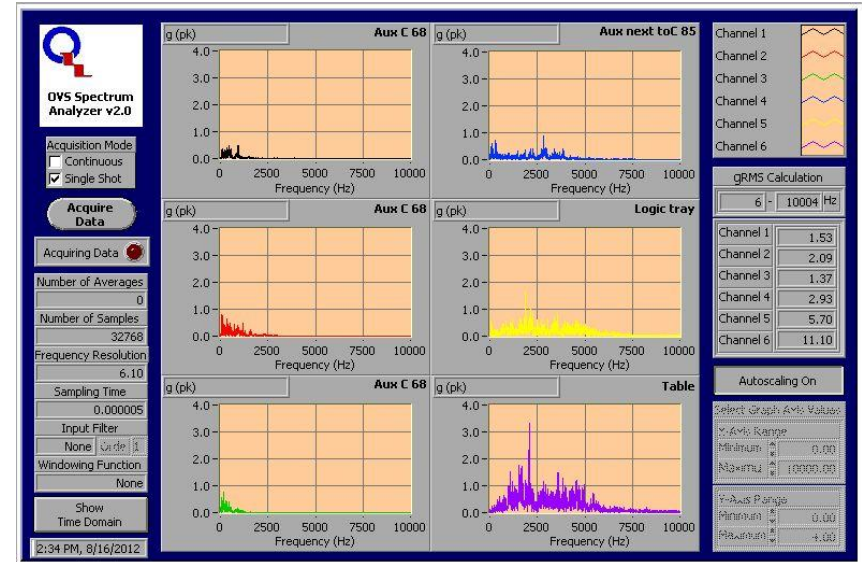 OVS Spectrum
Analyzer v2.0
Acquisition Mode
Continuous
Single Shot
Acquire
Data
Acquiring Data
Number of Averages
0
Number of Samples
32768
Frequency Resolution
6.10
Sampling Time
0.000005
Input Filter
None Orde 1
Windowing Function
None
Show
Time Domain
2:34 PM, 8/16/2012
g (pk) Aux C 68
4.0
3.0
2.0
1.0
0.0
0 2500 5000 7500 10000
Frequency (Hz)
g (pk) Aux next toC 85
4.0
3.0
2.0
1.0
0.0
0 2500 5000 7500 10000
Frequency (Hz)
g (pk) Aux C 68
4.0
3.0
2.0
1.0
0.0
0 2500 5000 7500 10000
Frequency (Hz)
g (pk) Logic tray
4.0
3.0
2.0
1.0
0.0
0 2500 5000 7500 10000
Frequency (Hz)
g (pk) Aux C 68
4.0
3.0
2.0
1.0
0.0
0 2500 5000 7500 10000
Frequency (Hz)
g (pk) Table
4.0
3.0
2.0
1.0
0.0
0 2500 5000 7500 10000
Frequency (Hz)
Channel 1
Channel 2
Channel 3
Channel 4
Channel 5
Channel 6
gRMS Calculation
6 - 10004 Hz
Channel 1 1.53
Channel 2 2.09
Channel 3 1.37
Channel 4 2.93
Channel 5 5.70
Channel 6 11.10
Autoscaling On
Select Graph Axis Values
X-Axis Range
Minimum 0.00
Maximu 10000.00
Y-Axis Range
Minimum 0.00
Maximum 4.00